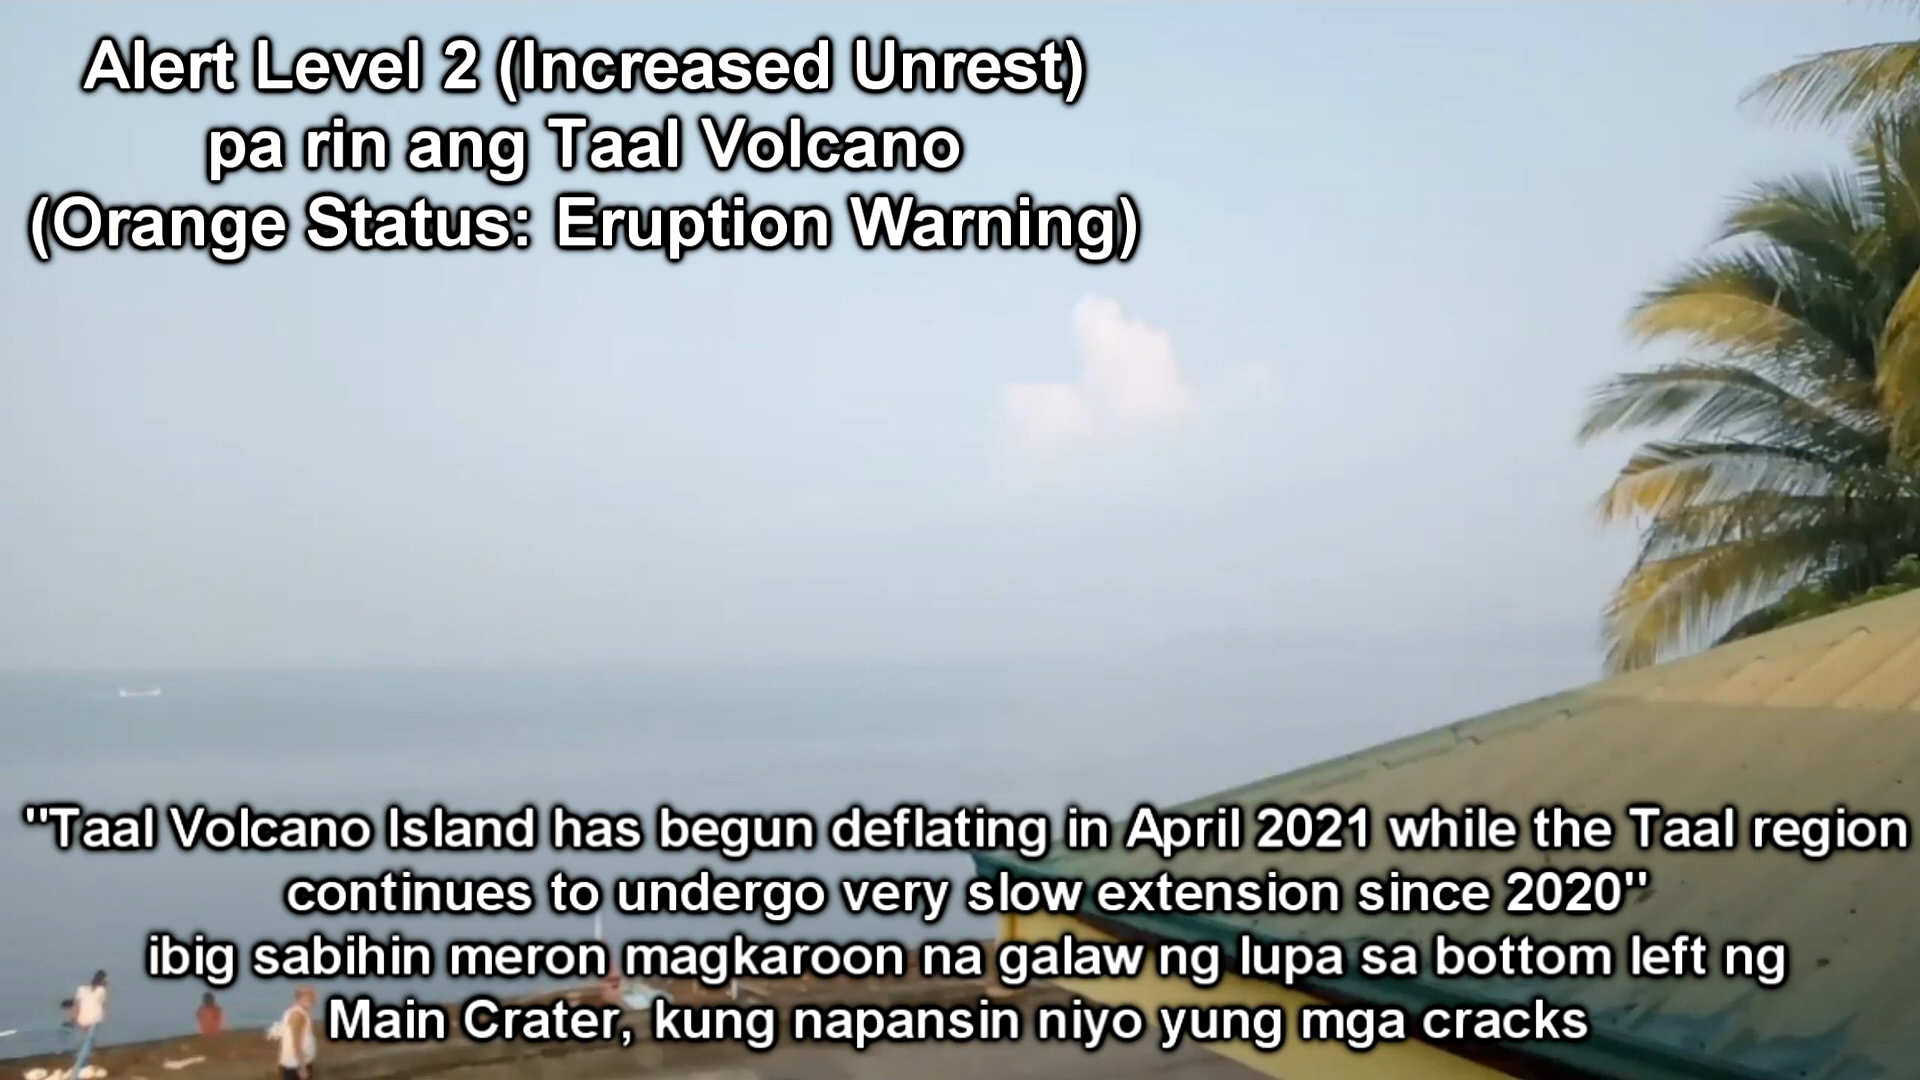 Alert Level 2 (Increased Unrest)
pa rin ang Taal Volcano
(Orange Status: Eruption Warning)
"Taal Volcano Island has begun deflating in April 2021 while the Taal region
continues to undergo very slow extension since 2020"
ibig sabihin meron magkaroon na galaw ng lupa sa bottom left ng
Main Crater, kung napansin niyo yung mga cracks